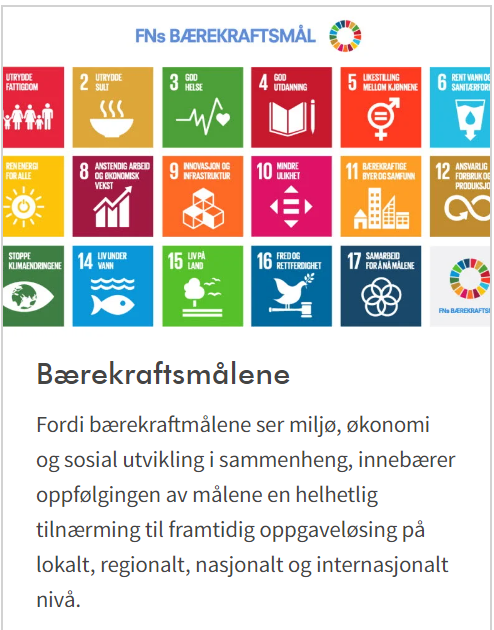 FNs BÆREKRAFTSMÅL
UTRYDDE
FATTIGDOM
2 UTRYDDE
SULT
3 GOD
HELSE
4 GOD
UTDANNING
5 LIKESTILLING
MELLOM KJØNNENE
6 RENT VANN O
SANITÆRFOR
REN ENERGI
FOR ALLE
8 ANSTENDIG ARBEID
OG ØKONOMISK
VEKST
9 INNOVASJON OG
INFRASTRUKTUR
10 MINDRE
ULIKHET
11 BÆREKRAFTIGE
BYER OG SAMFUNN
12 ANSVARLIG
FORBRUK OG
PRODUKSJO
STOPPE
KLIMAENDRINGENE
14 LIV UNDER
VANN
15 LIV PÅ
LAND
16 FRED OG
RETTFERDIGHET
17 SAMARBEID
FOR Å NÅ MÅLENE
FNs BÆREKRAFTS
Bærekraftsmålene
Fordi bærekraftmålene ser miljø, økonomi
og sosial utvikling i sammenheng, innebærer
oppfølgingen av målene en helhetlig
tilnærming til framtidig oppgaveløsing på
lokalt, regionalt, nasjonalt og internasjonalt
nivå.